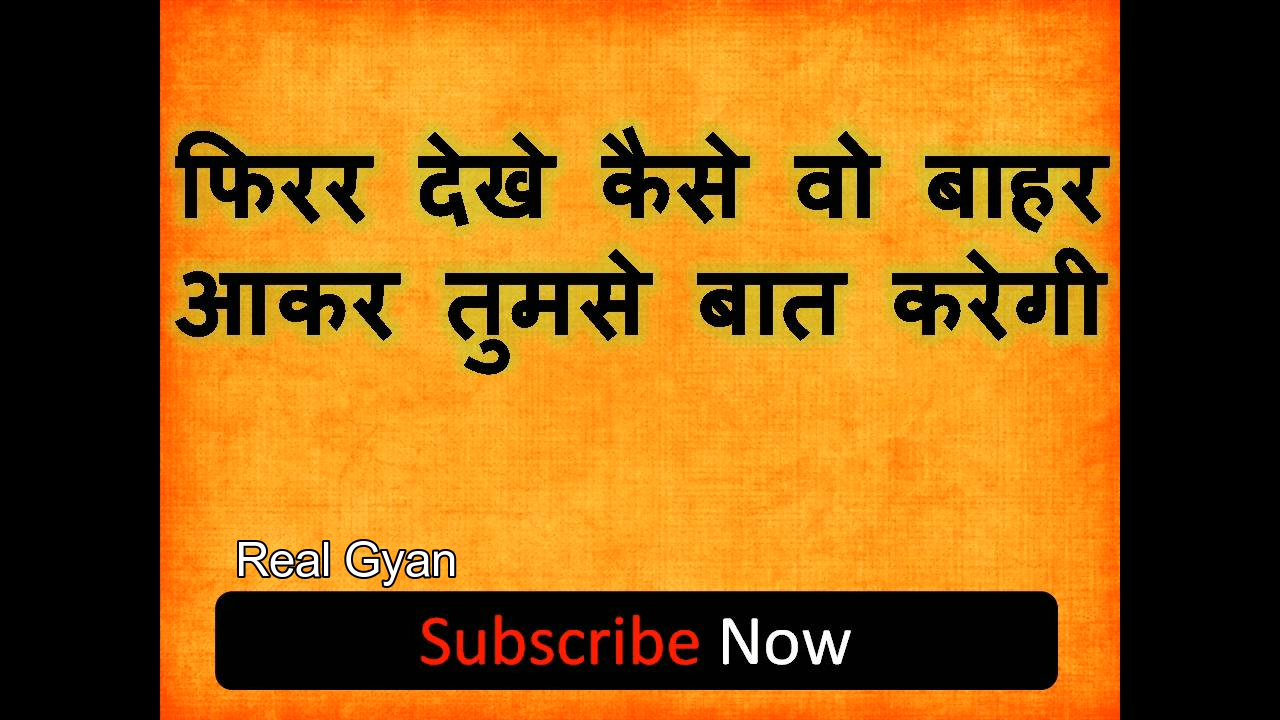 फिरर देखे कैसे वो बाहर
आकर तुमसे बात करेगी
Real Gyan
Subscribe Now